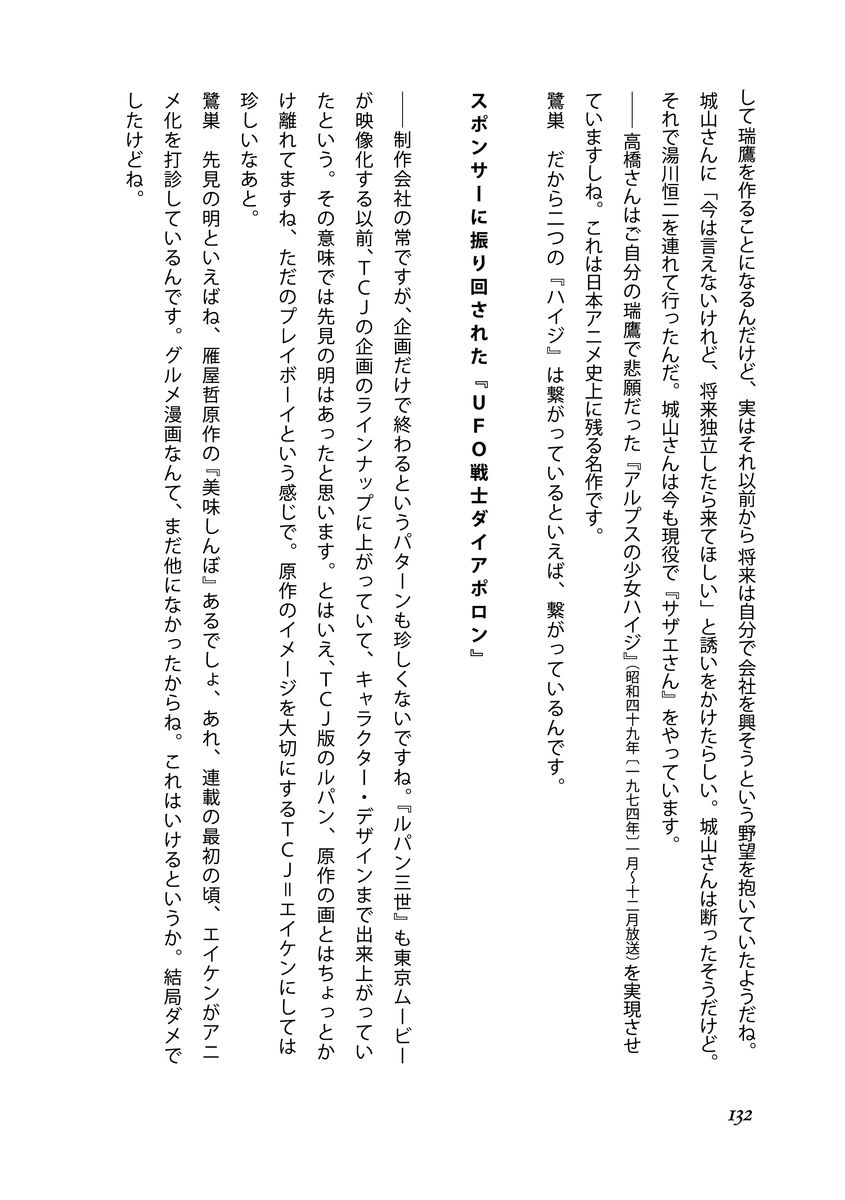 して瑞鷹を作ることになるんだけど、実はそれ以前から 将来は自分で会社を興そうという野望を抱いていたようだね。
城山さんに「今は言えないけれど、将来独立したら来てほしい」と誘いをかけたらしい。城山さんは断ったそうだけど。
それで湯川恒二を連れて行ったんだ。城山さんは今も現役で『サザエさん』をやっています。
――高橋さんはご自分の瑞鷹で悲願だった『アルプスの少女ハイジ』（昭和四十九年〔一九七四年〕一月〜十二月放送）を実現させ
ていますしね。これは日本アニメ史上に残る名作です。
鷺巣　だから二つの『ハイジ』は繋がっているといえば、繋がっているんです。
スポンサーに振り回された『ＵＦＯ戦士ダイアポロン』
――制作会社の常ですが、企画だけで終わるというパターンも珍しくないですね。『ルパン三世』も東京ムービー
が映像化する以前、ＴＣＪの企画のラインナップに上がっていて、キャラクター・デザインまで出来上がってい
たという。その意味では先見の明はあったと思います。とはいえ、ＴＣＪ版のルパン、原作の画とはちょっとか
け離れてますね、ただのプレイボーイという感じで。原作のイメージを大切にするＴＣＪ＝エイケンにしては
珍しいなあと。
鷺巣　先見の明といえばね、雁屋哲原作の『美味しんぼ』あるでしょ、あれ、連載の最初の頃、エイケンがアニ
メ化を打診しているんです。グルメ漫画なんて、まだ他になかったからね。これはいけるというか。結局ダメで
したけどね。
132